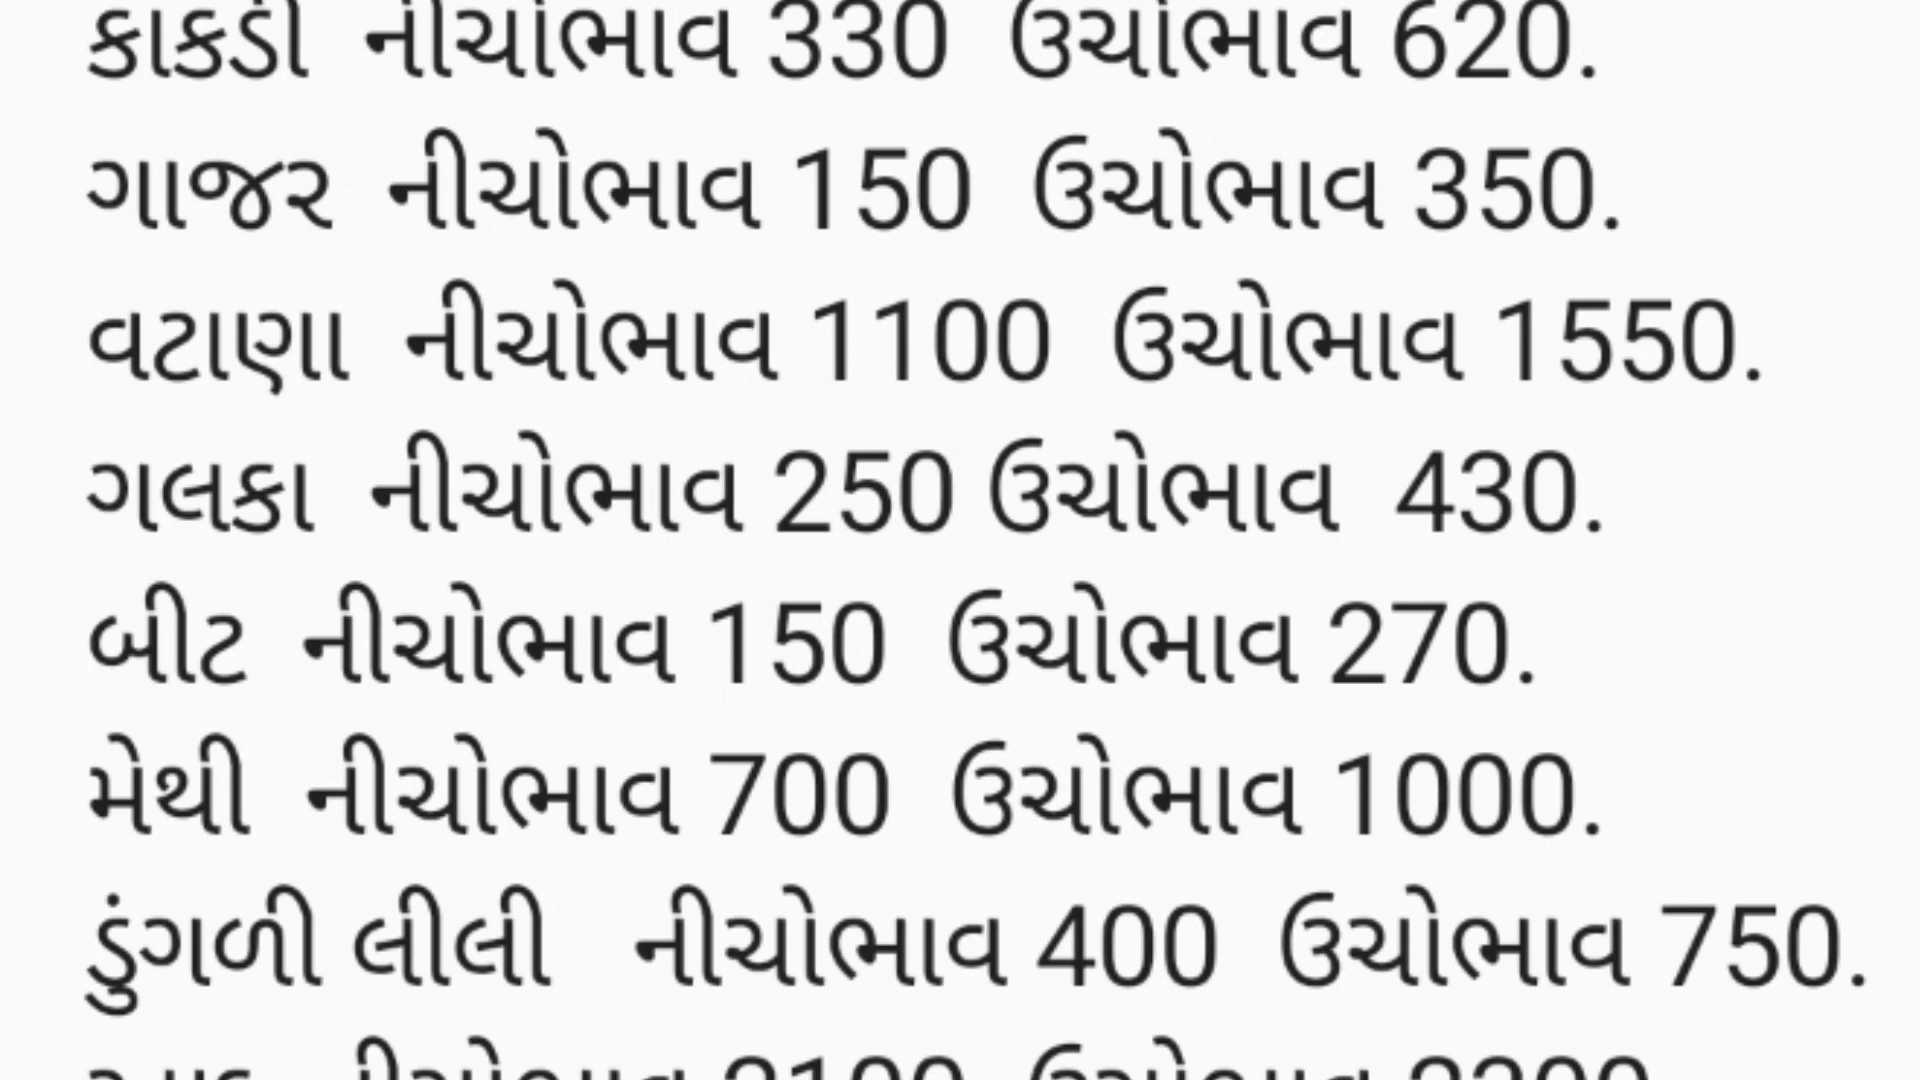 કાકડી નીચોભાવ 330 ઉચોભાવ 620.
ગાજર નીચોભાવ 150 ઉચોભાવ 350.
વટાણા નીચોભાવ 1100 ઉચોભાવ 1550.
ગલકા નીચોભાવ 250 ઉચોભાવ 430.
બીટ નીચોભાવ 150 ઉચોભાવ 270.
મેથી નીચોભાવ 700 ઉચોભાવ 1000.
ડુંગળી લીલી નીચોભાવ 400 ઉચોભાવ 750.
નીચોભાવ ઉચોભાવ